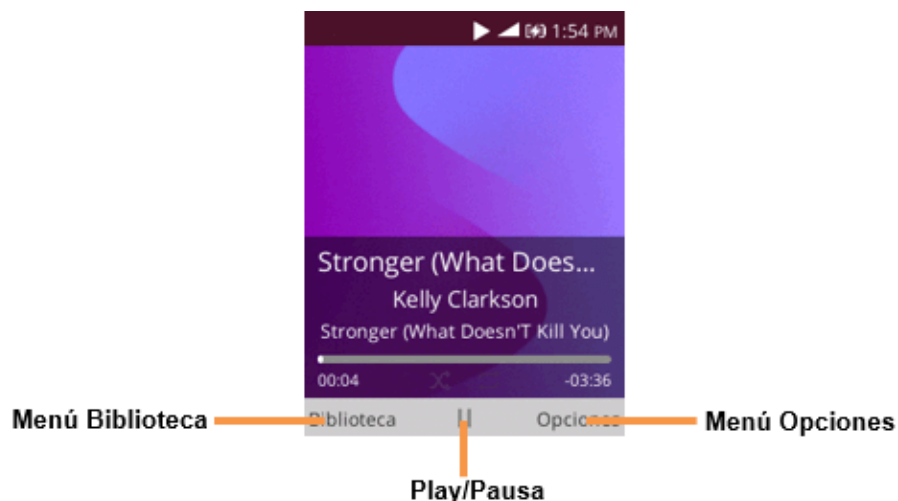 1:54 PM
Stronger (What Does...
Kelly Clarkson
Stronger (What Doesn'T Kill You)
00:04 -03:36
Menú Biblioteca Biblioteca Opciones Menú Opciones
Play/Pausa